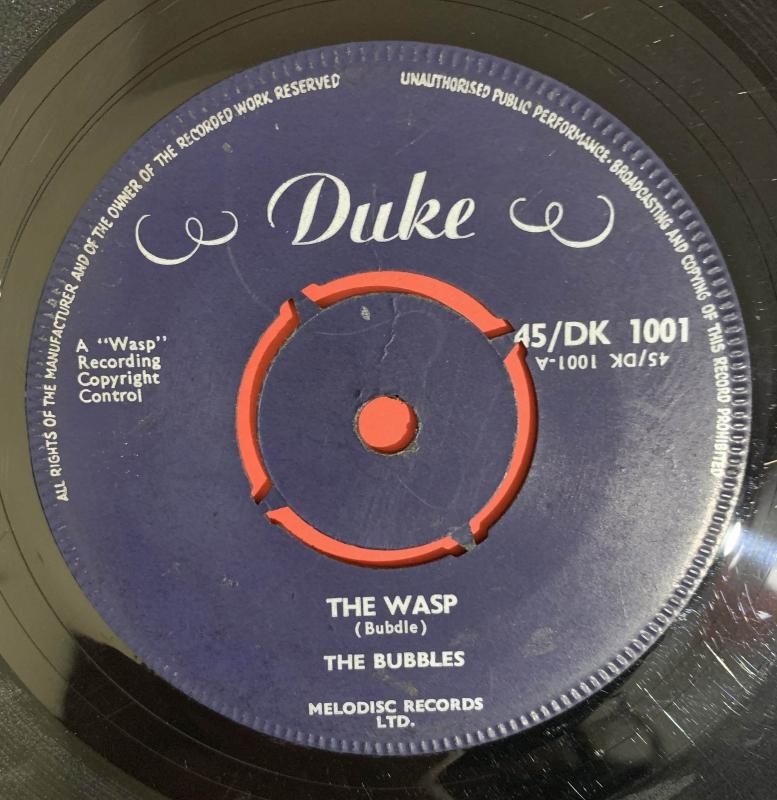 ALL RIGHTS OF THE MANUFACTURER AND OF THE OWNER OF THE RECORDED WORK RESERVED
UNAUTHORISED PUBLIC PERFORMANCE · BROADCASTING AND COPYING OF THIS RECORD PROHIBITED
Duke
A "Wasp"
Recording
Copyright
Control
45/DK 1001
45/DK 1001-A
THE WASP
(Bubdle)
THE BUBBLES
MELODISC RECORDS
LTD.